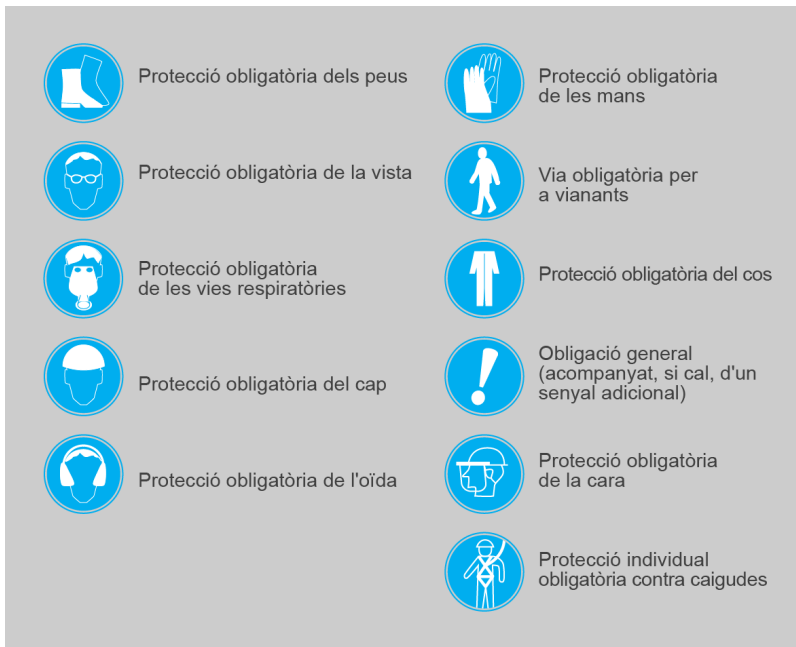 Protecció obligatòria dels peus
Protecció obligatòria de la vista
Protecció obligatòria
de les vies respiratòries
Protecció obligatòria del cap
Protecció obligatòria de l'oïda
Protecció obligatòria
de les mans
Via obligatòria per
a vianants
Protecció obligatòria del cos
Obligació general
(acompanyat, si cal, d'un
senyal adicional)
Protecció obligatòria
de la cara
Protecció individual
obligatòria contra caigudes